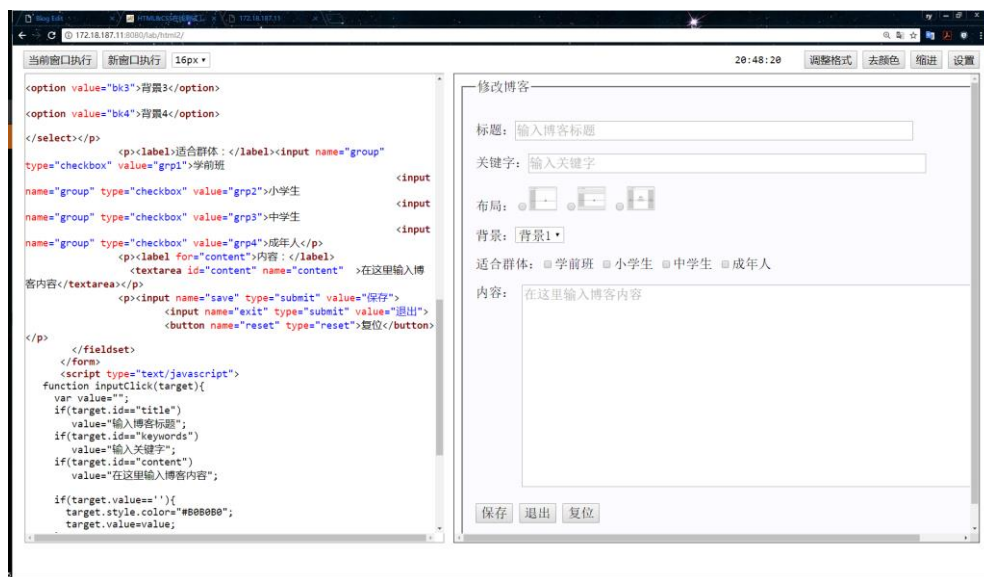 Blog Edit
HTML&CSS在线测试
172.18.187.11
172.18.187.11:8080/lab/html2/
当前窗口执行 新窗口执行 16px 20:48:20 调整格式 去颜色 缩进 设置
<option value="bk3">背景3</option>
<option value="bk4">背景4</option>
</select></p>
<p><label>适合群体：</label><input name="group"
type="checkbox" value="grp1">学前班
<input
name="group" type="checkbox" value="grp2">小学生
<input
name="group" type="checkbox" value="grp3">中学生
<input
name="group" type="checkbox" value="grp4">成年人</p>
<p><label for="content">内容：</label>
<textarea id="content" name="content" >在这里输入博
客内容</textarea></p>
<p><input name="save" type="submit" value="保存">
<input name="exit" type="submit" value="退出">
<button name="reset" type="reset">复位</button>
</p>
</fieldset>
</form>
<script type="text/javascript">
function inputClick(target){
var value="";
if(target.id=="title")
value="输入博客标题";
if(target.id=="keywords")
value="输入关键字";
if(target.id=="content")
value="在这里输入博客内容";
if(target.value==''){
target.style.color="#B0B0B0";
target.value=value;
修改博客
标题： 输入博客标题
关键字： 输入关键字
布局：
背景： 背景1
适合群体： 学前班 小学生 中学生 成年人
内容： 在这里输入博客内容
保存 退出 复位